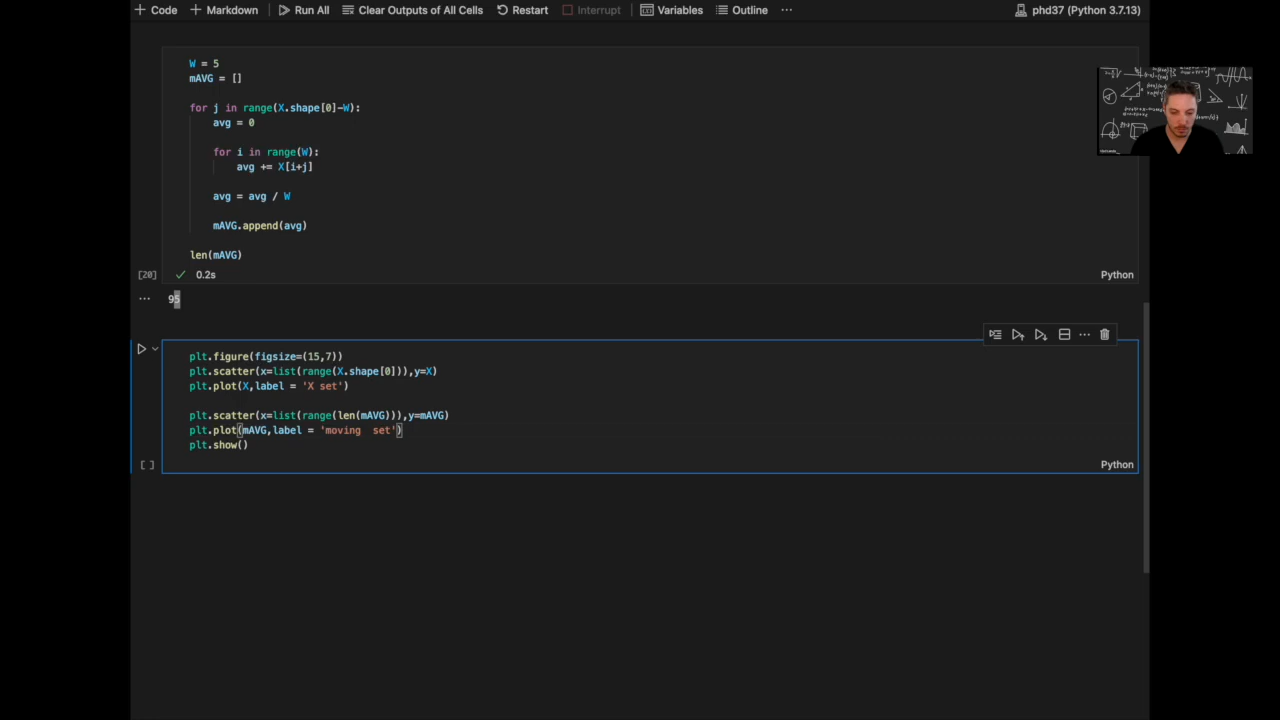 Code Markdown Run All Clear Outputs of All Cells Restart Interrupt Variables Outline ... phd37 (Python 3.7.13)
W = 5
mAVG = []
for j in range(X.shape[0]-W):
avg = 0
for i in range(W):
avg += X[i+j]
avg = avg / W
mAVG.append(avg)
len(mAVG)
[20] 0.2s Python
... 95
plt.figure(figsize=(15,7))
plt.scatter(x=list(range(X.shape[0])),y=X)
plt.plot(X,label = 'X set')
plt.scatter(x=list(range(len(mAVG))),y=mAVG)
plt.plot(mAVG,label = 'moving  set')
plt.show()
[ ] Python